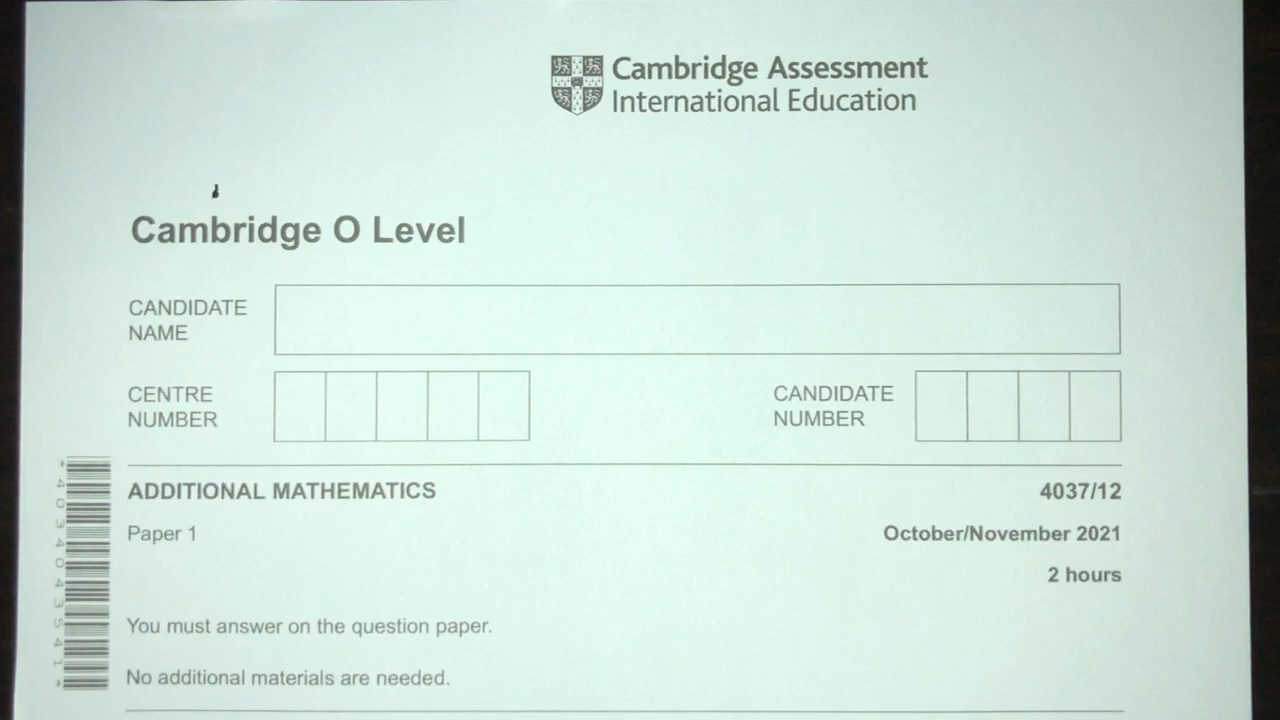 Cambridge Assessment
International Education
Cambridge O Level
CANDIDATE
NAME
CENTRE
NUMBER
CANDIDATE
NUMBER
ADDITIONAL MATHEMATICS 4037/12
Paper 1 October/November 2021
2 hours
You must answer on the question paper.
No additional materials are needed.
*4034043541*